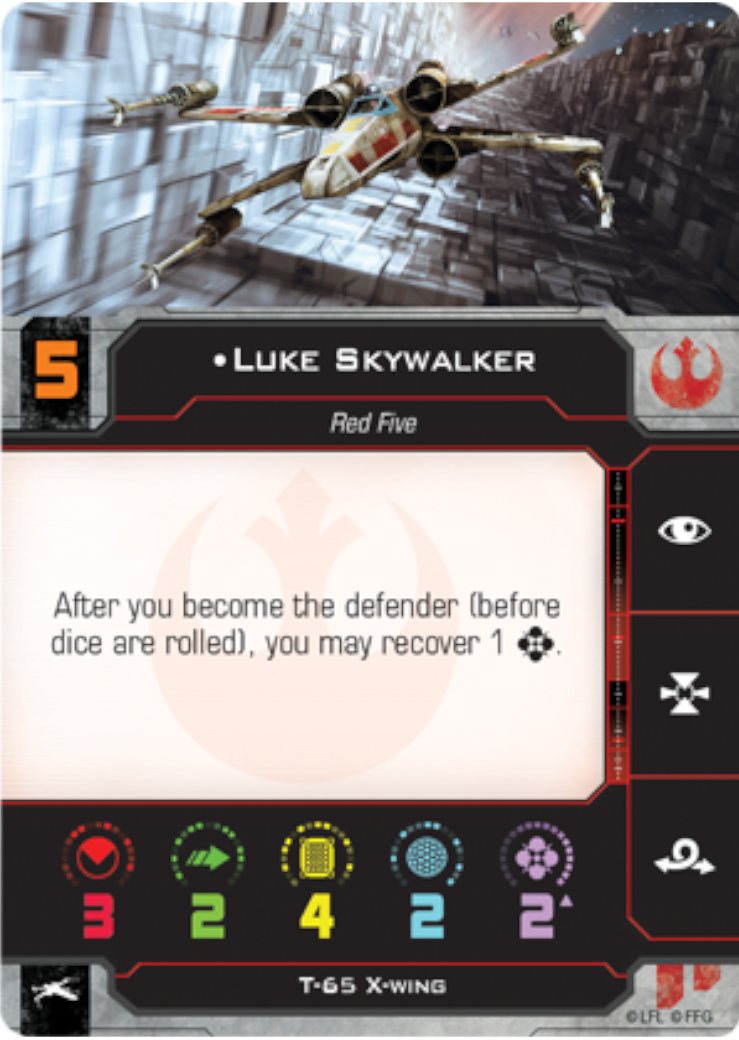 5
•Luke Skywalker
Red Five
After you become the defender (before
dice are rolled), you may recover 1 .
3 2 4 2 2
T-65 X-wing
©LFL ©FFG